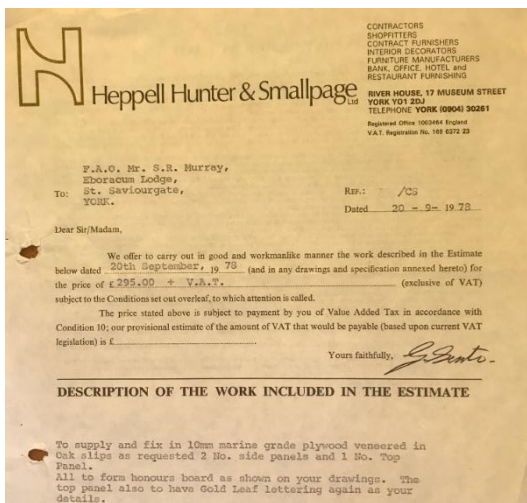 CONTRACTORS
SHOPFITTERS
CONTRACT FURNISHERS
INTERIOR DECORATORS
FURNITURE MANUFACTURERS
BANK, OFFICE, HOTEL and
RESTAURANT FURNISHING
Heppell Hunter & Smallpage Ltd
RIVER HOUSE, 17 MUSEUM STREET
YORK YO1 2DJ
TELEPHONE YORK (0904) 30261
Registered Office 1003464 England
V.A.T. Registration No. 169 6372 23
F.A.O. Mr. S.R. Murray,
Eboracum Lodge,
To: St. Saviourgate,
YORK.
REF.: /CS
Dated 20 - 9- 1978
Dear Sir/Madam,
We offer to carry out in good and workmanlike manner the work described in the Estimate
below dated 20th September, 19 78 (and in any drawings and specification annexed hereto) for
the price of £ 295.00 + V.A.T. (exclusive of VAT)
subject to the Conditions set out overleaf, to which attention is called.
The price stated above is subject to payment by you of Value Added Tax in accordance with
Condition 10; our provisional estimate of the amount of VAT that would be payable (based upon current VAT
legislation) is £
Yours faithfully,
DESCRIPTION OF THE WORK INCLUDED IN THE ESTIMATE
To supply and fix in 10mm marine grade plywood veneered in
Oak slips as requested 2 No. side panels and 1 No. Top
Panel.
All to form honours board as shown on your drawings. The
top panel also to have Gold Leaf lettering again as your
details.